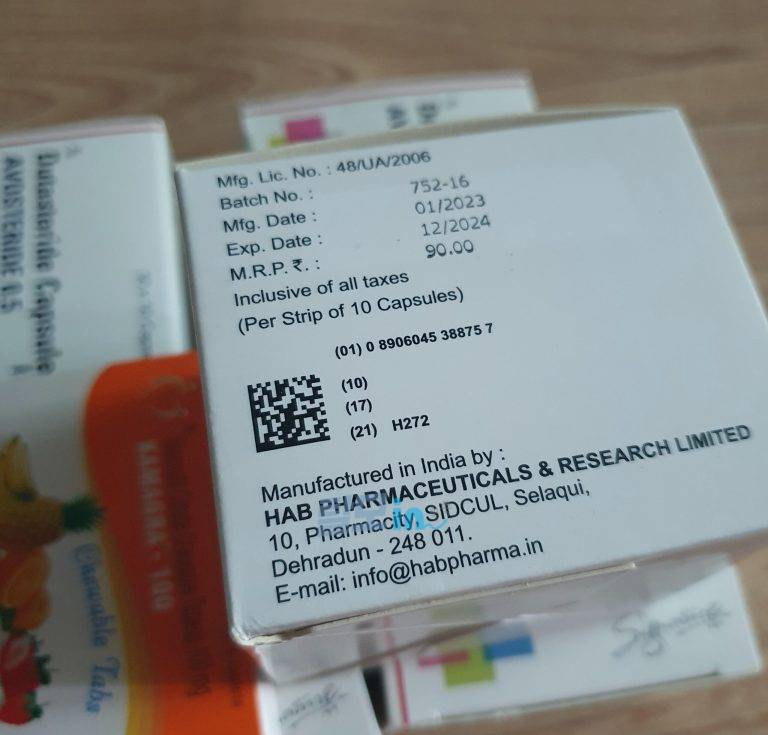 Mfg. Lic. No. : 48/UA/2006
Batch No. : 752-16
Mfg. Date : 01/2023
Exp. Date : 12/2024
M.R.P. ₹. : 90.00
Inclusive of all taxes
(Per Strip of 10 Capsules)
(01) 0 8906045 38875 7
(10)
(17)
(21) H272
Manufactured in India by :
HAB PHARMACEUTICALS & RESEARCH LIMITED
10, Pharmacity, SIDCUL, Selaqui,
Dehradun - 248 011.
E-mail: info@habpharma.in
Dutasteride Capsule
AVUSTERIDE 0.5
KAMAGRA - 100
Chewable Tabs
Signature
in